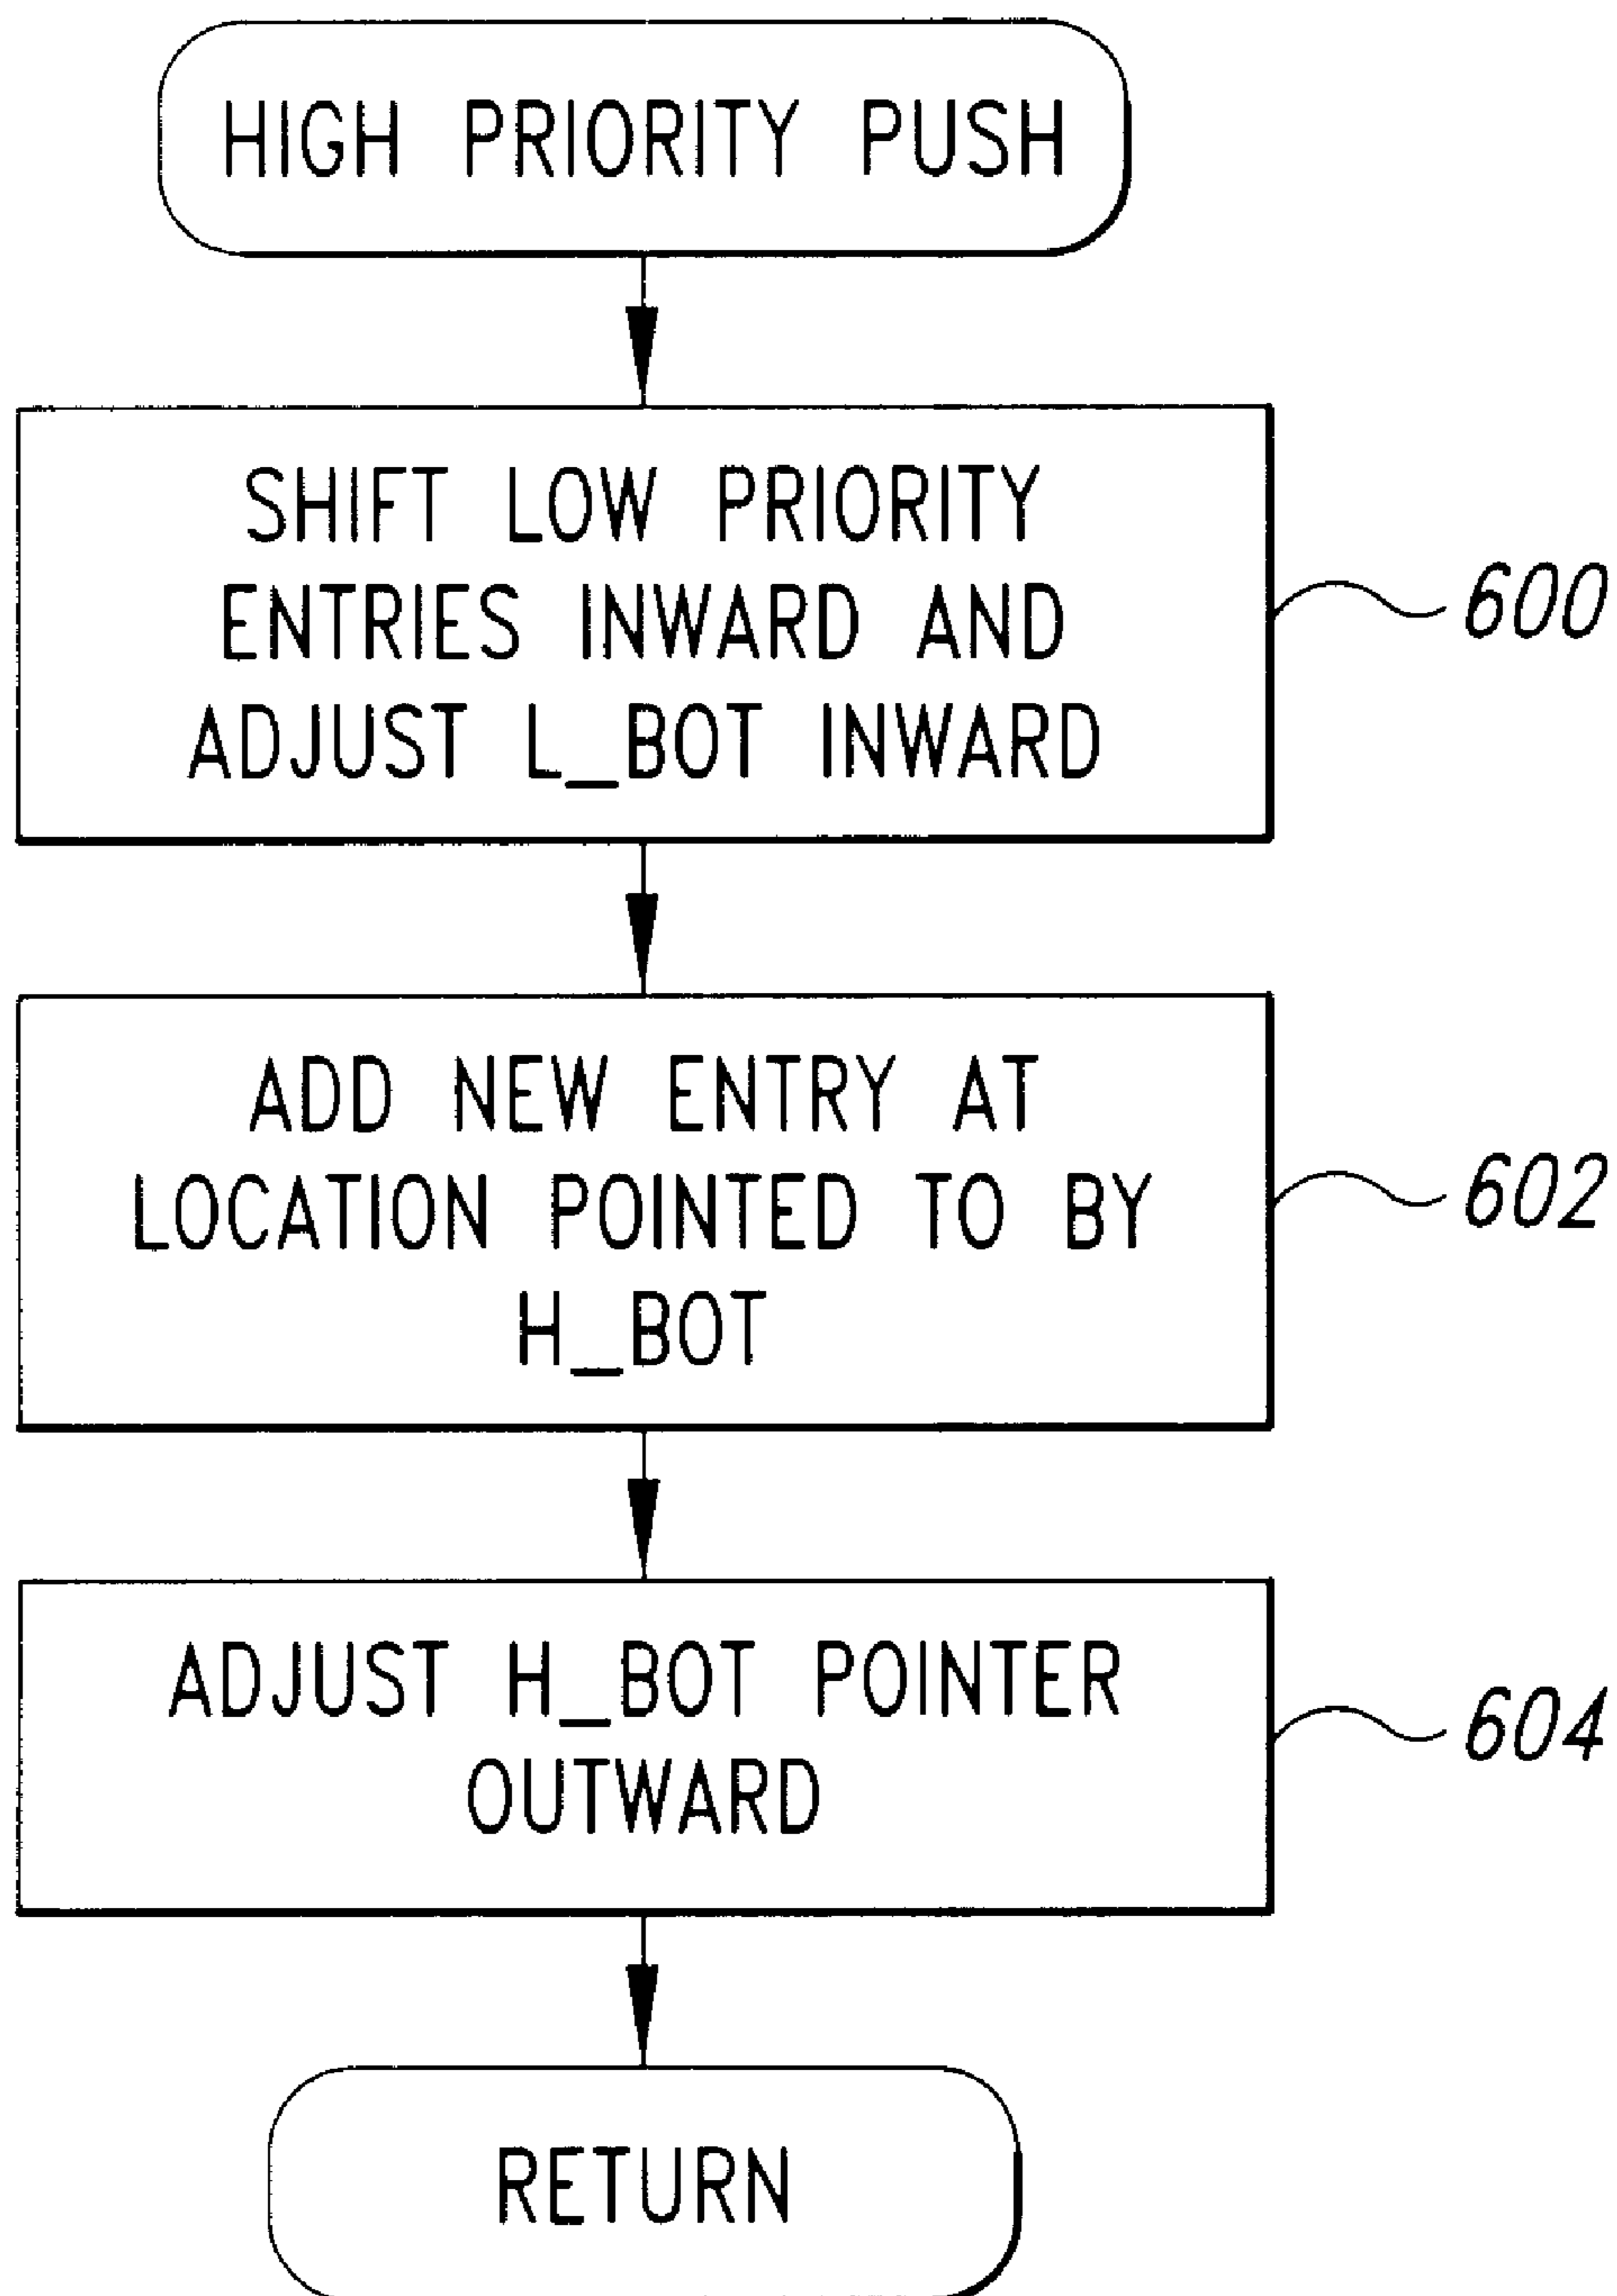 HIGH PRIORITY PUSH
SHIFT LOW PRIORITY
ENTRIES INWARD AND
ADJUST L_BOT INWARD
600
ADD NEW ENTRY AT
LOCATION POINTED TO BY
H_BOT
602
ADJUST H_BOT POINTER
OUTWARD
604
RETURN